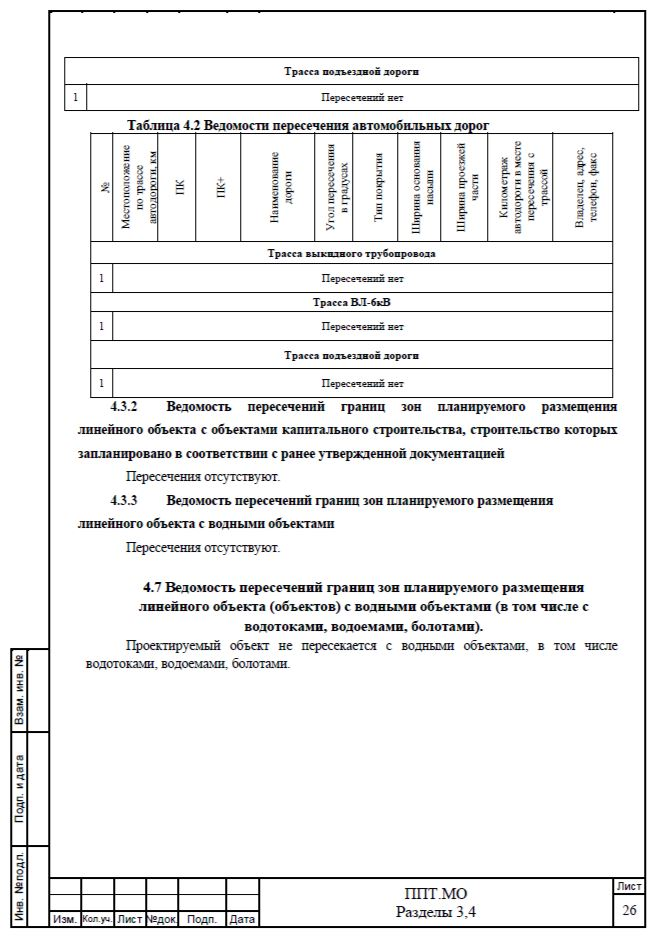 Трасса подъездной дороги
1 Пересечений нет
Таблица 4.2 Ведомости пересечения автомобильных дорог
№
Местоположение
по трассе
автодороги, км
ПК
ПК+
Наименование
дороги
Угол пересечения
в градусах
Тип покрытия
Ширина основания
насыпи
Ширина проезжей
части
Километраж
автодороги в месте
пересечения с
трассой
Владелец, адрес,
телефон, факс
Трасса выкидного трубопровода
1 Пересечений нет
Трасса ВЛ-6кВ
1 Пересечений нет
Трасса подъездной дороги
1 Пересечений нет
4.3.2 Ведомость пересечений границ зон планируемого размещения
линейного объекта с объектами капитального строительства, строительство которых
запланировано в соответствии с ранее утвержденной документацией
Пересечения отсутствуют.
4.3.3 Ведомость пересечений границ зон планируемого размещения
линейного объекта с водными объектами
Пересечения отсутствуют.
4.7 Ведомость пересечений границ зон планируемого размещения
линейного объекта (объектов) с водными объектами (в том числе с
водотоками, водоемами, болотами).
Проектируемый объект не пересекается с водными объектами, в том числе
водотоками, водоемами, болотами.
Взам. инв. №
Подп. и дата
Инв. №подл.
Изм. Кол.уч. Лист №док Подп. Дата
ППТ.МО
Разделы 3,4
Лист
26